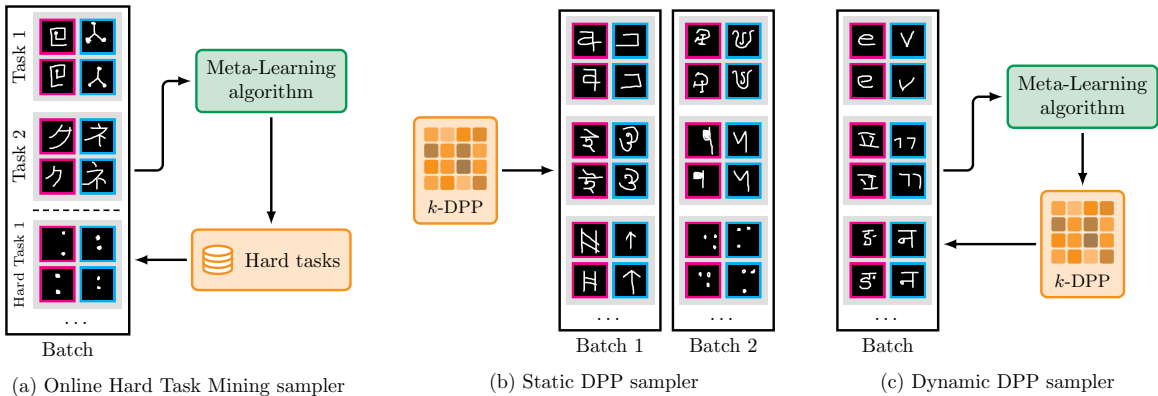 Task 1
Task 2
Hard Task 1
Meta-Learning
algorithm
Hard tasks
. . .
Batch
(a) Online Hard Task Mining sampler
k-DPP
. . .
Batch 1
. . .
Batch 2
(b) Static DPP sampler
. . .
Batch
Meta-Learning
algorithm
k-DPP
(c) Dynamic DPP sampler